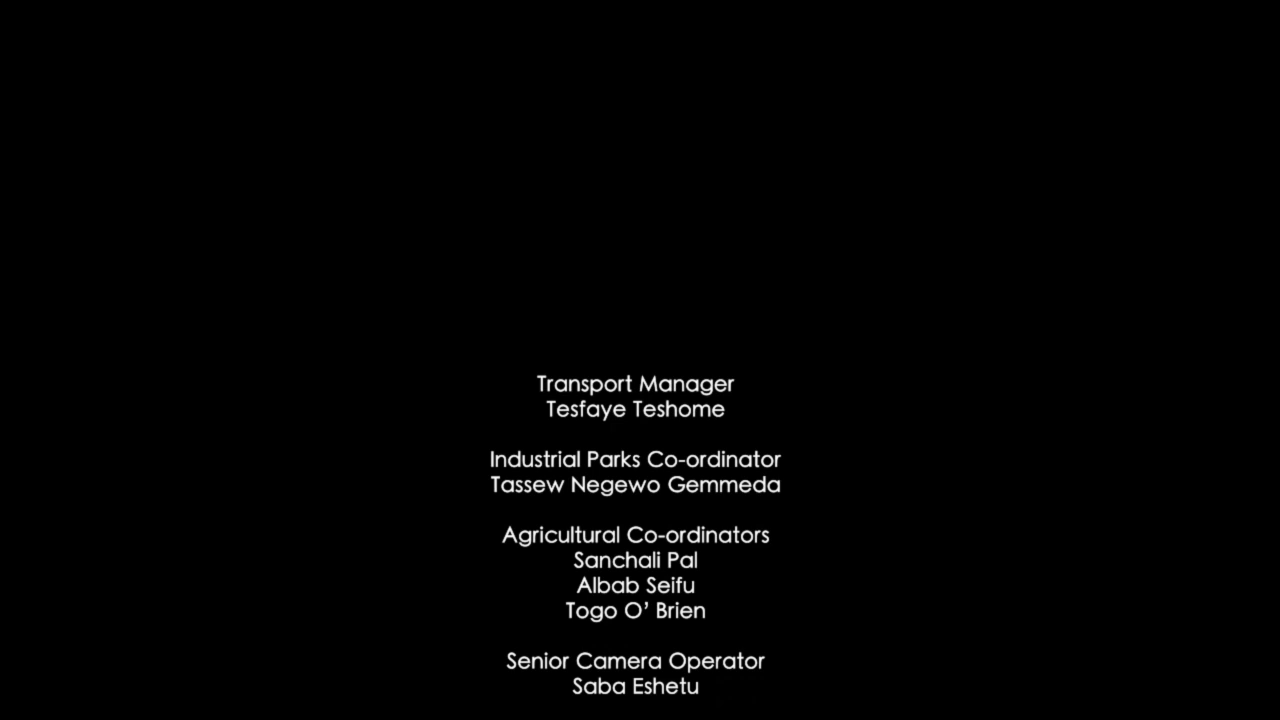 Transport Manager
Tesfaye Teshome
Industrial Parks Co-ordinator
Tassew Negewo Gemmeda
Agricultural Co-ordinators
Sanchali Pal
Albab Seifu
Togo O’ Brien
Senior Camera Operator
Saba Eshetu